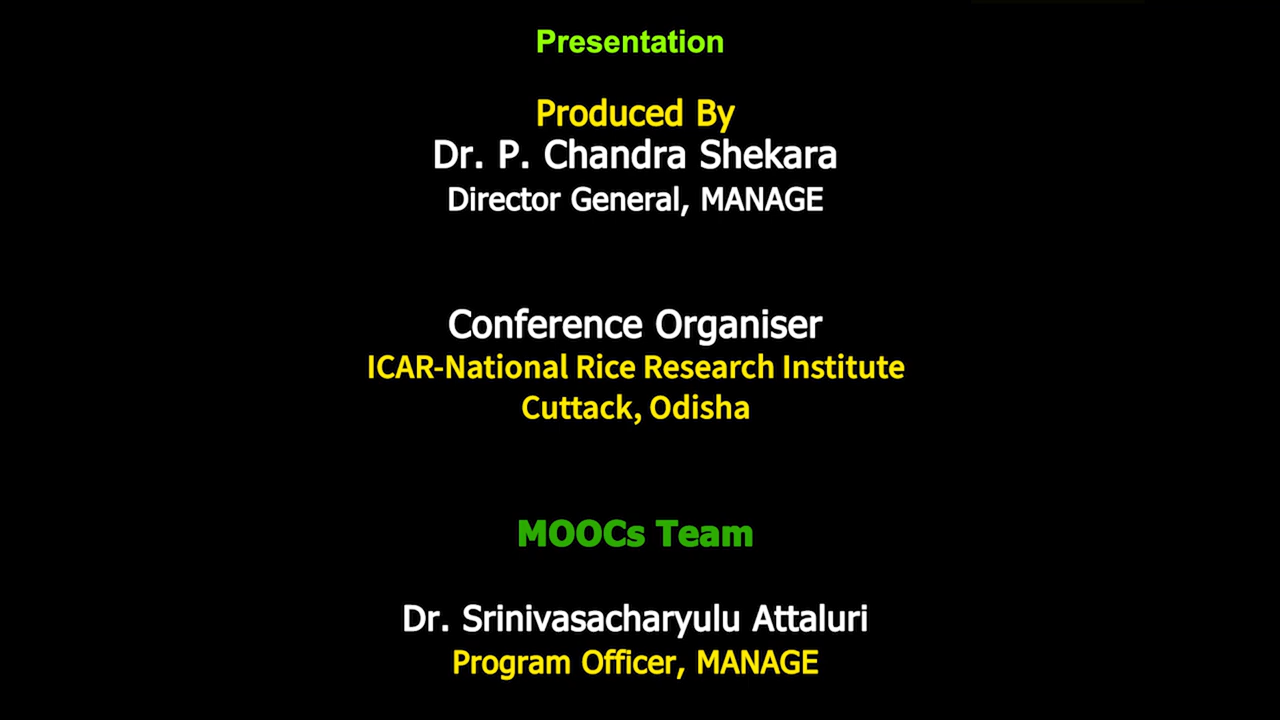 Presentation
Produced By
Dr. P. Chandra Shekara
Director General, MANAGE
Conference Organiser
ICAR-National Rice Research Institute
Cuttack, Odisha
MOOCs Team
Dr. Srinivasacharyulu Attaluri
Program Officer, MANAGE